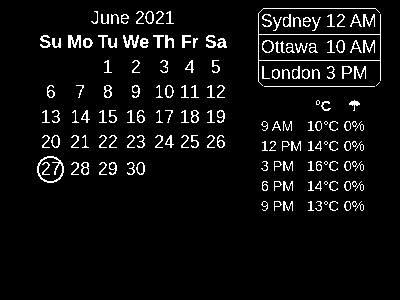 June 2021
Su Mo Tu We Th Fr Sa
1 2 3 4 5
6 7 8 9 10 11 12
13 14 15 16 17 18 19
20 21 22 23 24 25 26
27 28 29 30
Sydney 12 AM
Ottawa 10 AM
London 3 PM
°C ☂
9 AM 10°C 0%
12 PM 14°C 0%
3 PM 16°C 0%
6 PM 14°C 0%
9 PM 13°C 0%